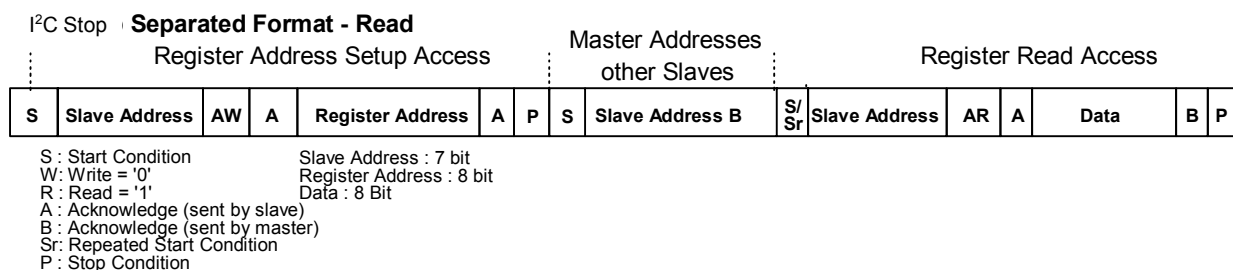 I²C Stop Separated Format - Read
Register Address Setup Access
Master Addresses
other Slaves
Register Read Access
S Slave Address AW A Register Address A P S Slave Address B S/ Sr Slave Address AR A Data B P
S : Start Condition
W: Write = '0'
R : Read = '1'
A : Acknowledge (sent by slave)
B : Acknowledge (sent by master)
Sr: Repeated Start Condition
P : Stop Condition
Slave Address : 7 bit
Register Address : 8 bit
Data : 8 Bit